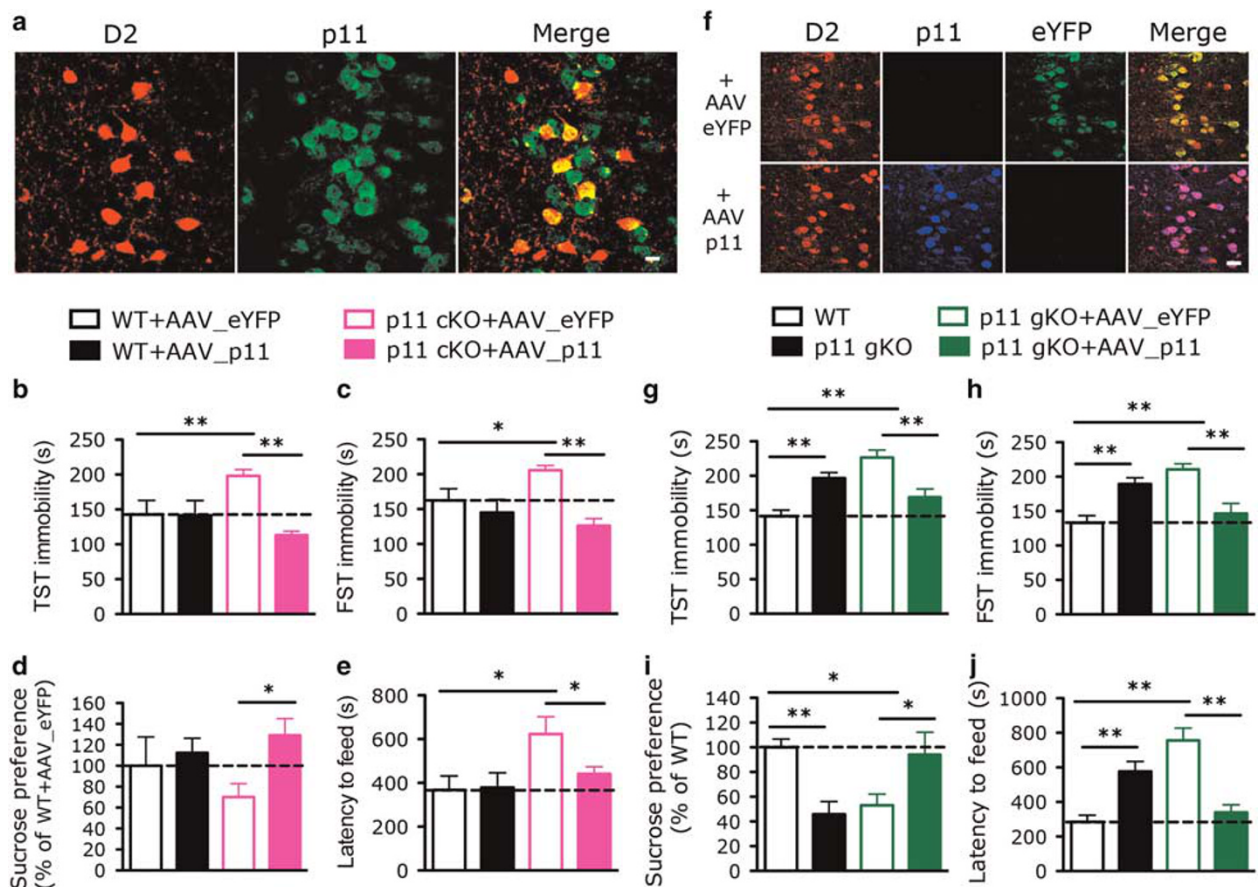 a
D2 p11 Merge
WT+AAV_eYFP
WT+AAV_p11
p11 cKO+AAV_eYFP
p11 cKO+AAV_p11
b
TST immobility (s)
250
200
150
100
50
0
**
**
c
FST immobility (s)
250
200
150
100
50
0
*
**
d
Sucrose preference
(% of WT+AAV_eYFP)
160
140
120
100
80
60
40
20
0
*
e
Latency to feed (s)
800
600
400
200
0
*
*
f
D2 p11 eYFP Merge
+
AAV
eYFP
+
AAV
p11
WT
p11 gKO
p11 gKO+AAV_eYFP
p11 gKO+AAV_p11
g
TST immobility (s)
250
200
150
100
50
0
**
**
**
h
FST immobility (s)
250
200
150
100
50
0
**
**
**
i
Sucrose preference
(% of WT)
140
120
100
80
60
40
20
0
*
**
*
j
Latency to feed (s)
1000
800
600
400
200
0
**
**
**